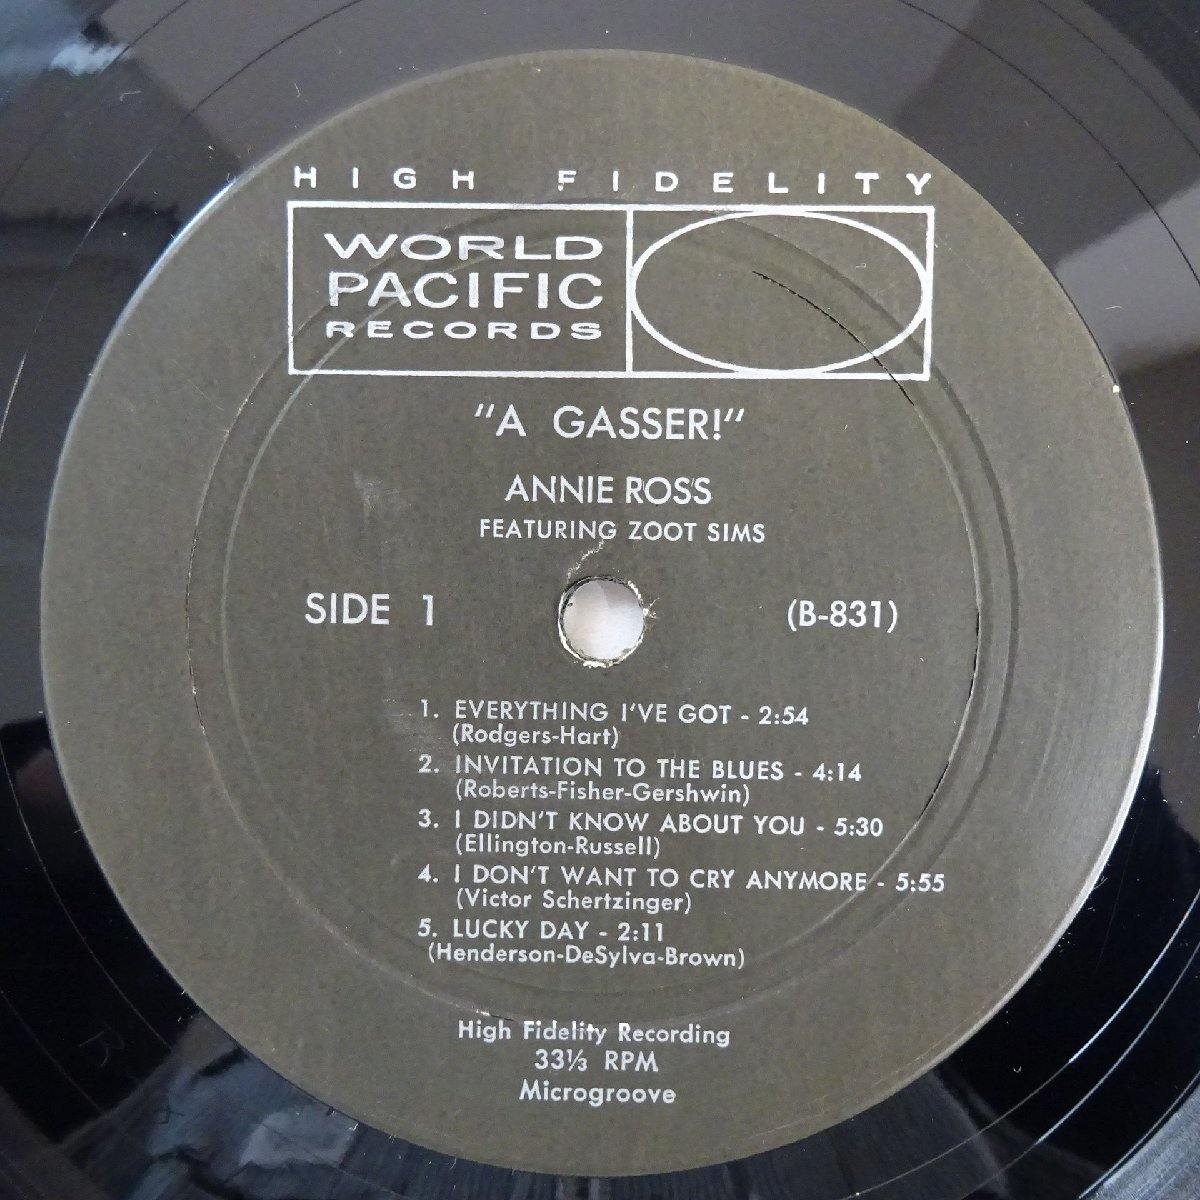 HIGH FIDELITY
WORLD
PACIFIC
RECORDS
"A GASSER!"
ANNIE ROSS
FEATURING ZOOT SIMS
SIDE 1 (B-831)
1. EVERYTHING I'VE GOT - 2:54
(Rodgers-Hart)
2. INVITATION TO THE BLUES - 4:14
(Roberts-Fisher-Gershwin)
3. I DIDN'T KNOW ABOUT YOU - 5:30
(Ellington-Russell)
4. I DON'T WANT TO CRY ANYMORE - 5:55
(Victor Schertzinger)
5. LUCKY DAY - 2:11
(Henderson-DeSylva-Brown)
High Fidelity Recording
33⅓ RPM
Microgroove